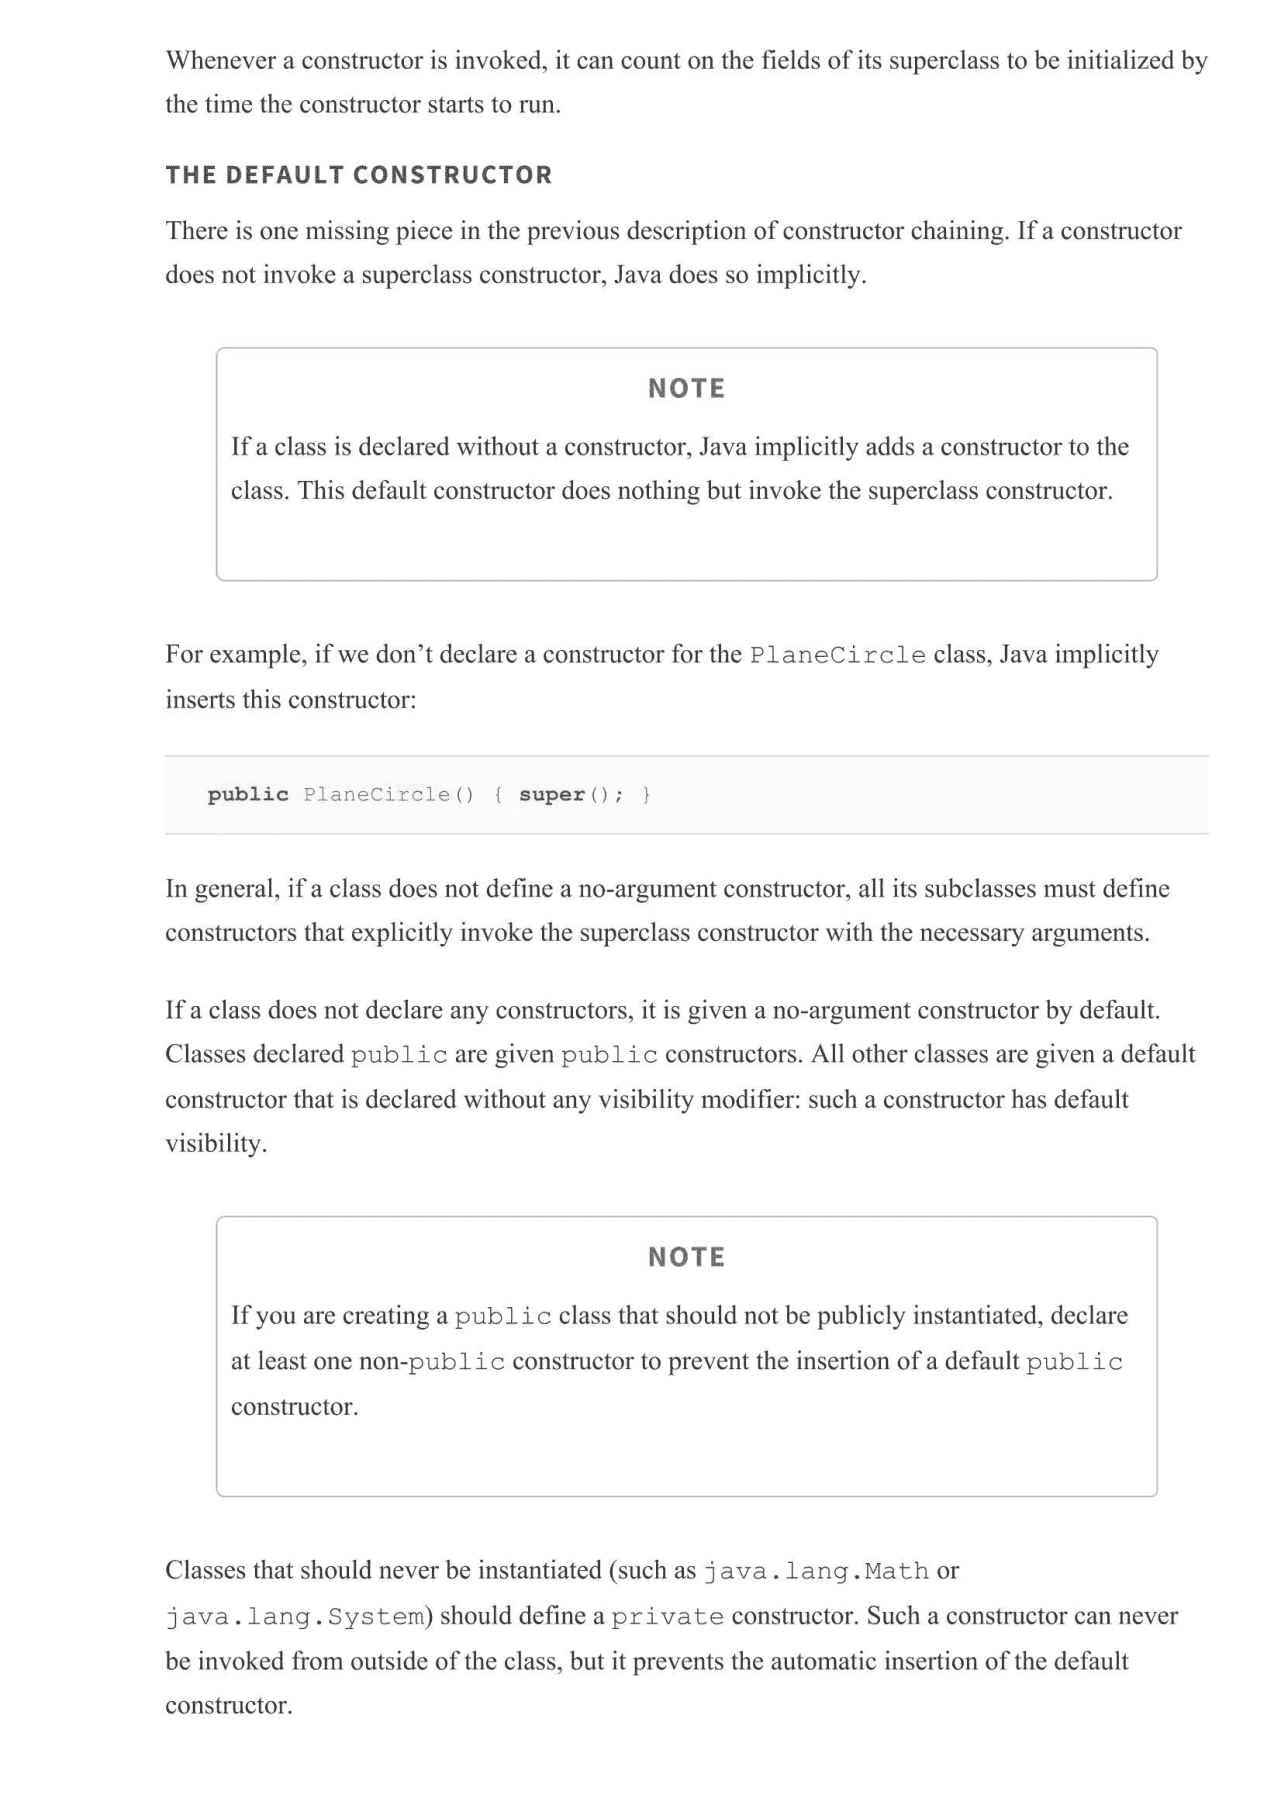 Whenever a constructor is invoked, it can count on the fields of its superclass to be initialized by
the time the constructor starts to run.
THE DEFAULT CONSTRUCTOR
There is one missing piece in the previous description of constructor chaining. If a constructor
does not invoke a superclass constructor, Java does so implicitly.
NOTE
If a class is declared without a constructor, Java implicitly adds a constructor to the
class. This default constructor does nothing but invoke the superclass constructor.
For example, if we don’t declare a constructor for the PlaneCircle class, Java implicitly
inserts this constructor:
public PlaneCircle() { super(); }
In general, if a class does not define a no-argument constructor, all its subclasses must define
constructors that explicitly invoke the superclass constructor with the necessary arguments.
If a class does not declare any constructors, it is given a no-argument constructor by default.
Classes declared public are given public constructors. All other classes are given a default
constructor that is declared without any visibility modifier: such a constructor has default
visibility.
NOTE
If you are creating a public class that should not be publicly instantiated, declare
at least one non-public constructor to prevent the insertion of a default public
constructor.
Classes that should never be instantiated (such as java.lang.Math or
java.lang.System) should define a private constructor. Such a constructor can never
be invoked from outside of the class, but it prevents the automatic insertion of the default
constructor.